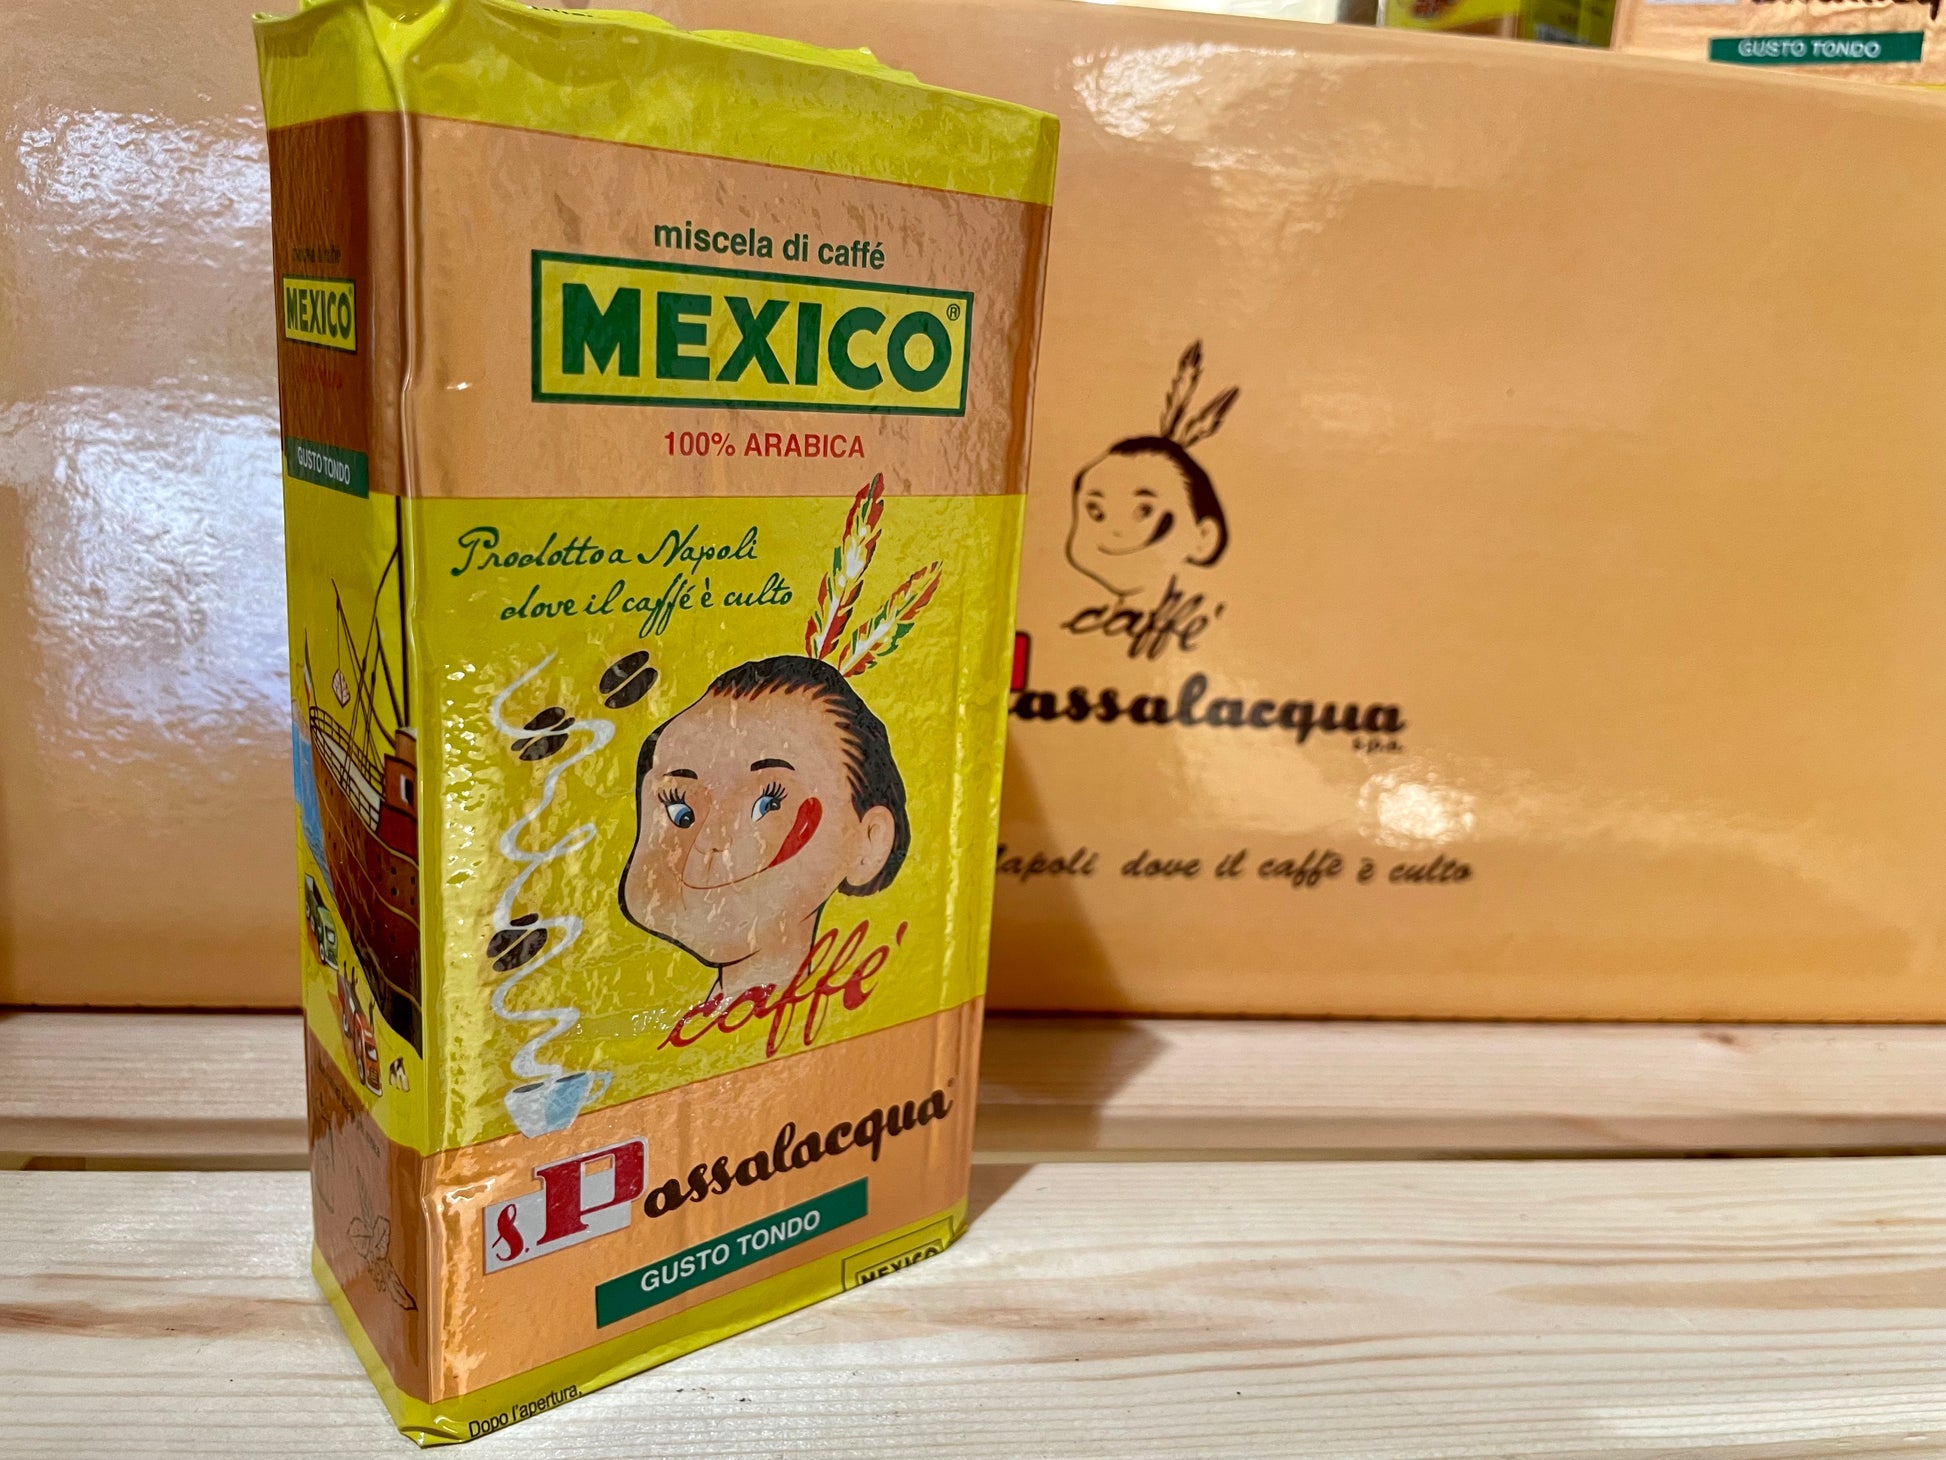 GUSTO TONDO
miscela di caffé
MEXICO®
100% ARABICA
Prodotto a Napoli
dove il caffé è culto
caffé
S. Passalacqua
GUSTO TONDO
MEXICO
Dopo l'apertura,
MEXICO
GUSTO TONDO
caffé
Passalacqua
s.p.a.
Napoli dove il caffè è culto